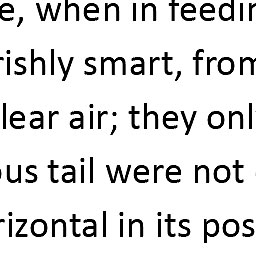 e, when in feedin
rishly smart, from
lear air; they onl
ous tail were not
rizontal in its pos